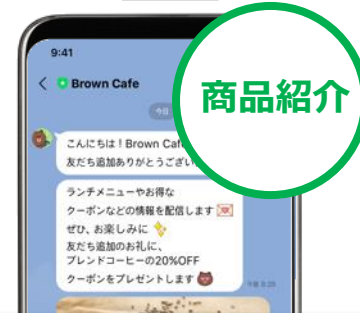 9:41
商品紹介
Brown Cafe
今日
こんにちは！Brown Caf
友だち追加ありがとうござい
ランチメニューやお得な
クーポンなどの情報を配信します
ぜひ、お楽しみに
友だち追加のお礼に、
ブレンドコーヒーの20%OFF
クーポンをプレゼントします